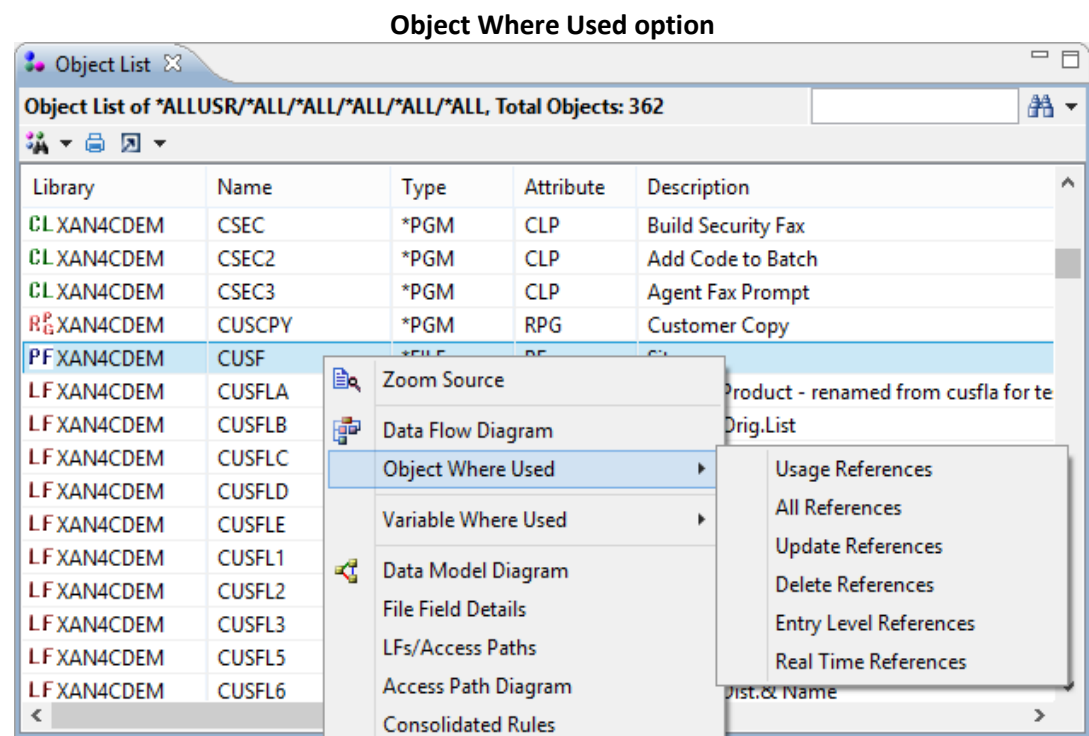 Object Where Used option
Object List
Object List of *ALLUSR/*ALL/*ALL/*ALL/*ALL/*ALL, Total Objects: 362
Library Name Type Attribute Description
CL XAN4CDEM CSEC *PGM CLP Build Security Fax
CL XAN4CDEM CSEC2 *PGM CLP Add Code to Batch
CL XAN4CDEM CSEC3 *PGM CLP Agent Fax Prompt
RPG XAN4CDEM CUSCPY *PGM RPG Customer Copy
PF XAN4CDEM CUSF
LF XAN4CDEM CUSFLA Product - renamed from cusfla for te
LF XAN4CDEM CUSFLB Orig.List
LF XAN4CDEM CUSFLC
LF XAN4CDEM CUSFLD
LF XAN4CDEM CUSFLE
LF XAN4CDEM CUSFL1
LF XAN4CDEM CUSFL2
LF XAN4CDEM CUSFL3
LF XAN4CDEM CUSFL5
LF XAN4CDEM CUSFL6 Dist.& Name
Zoom Source
Data Flow Diagram
Object Where Used
Variable Where Used
Data Model Diagram
File Field Details
LFs/Access Paths
Access Path Diagram
Consolidated Rules
Usage References
All References
Update References
Delete References
Entry Level References
Real Time References